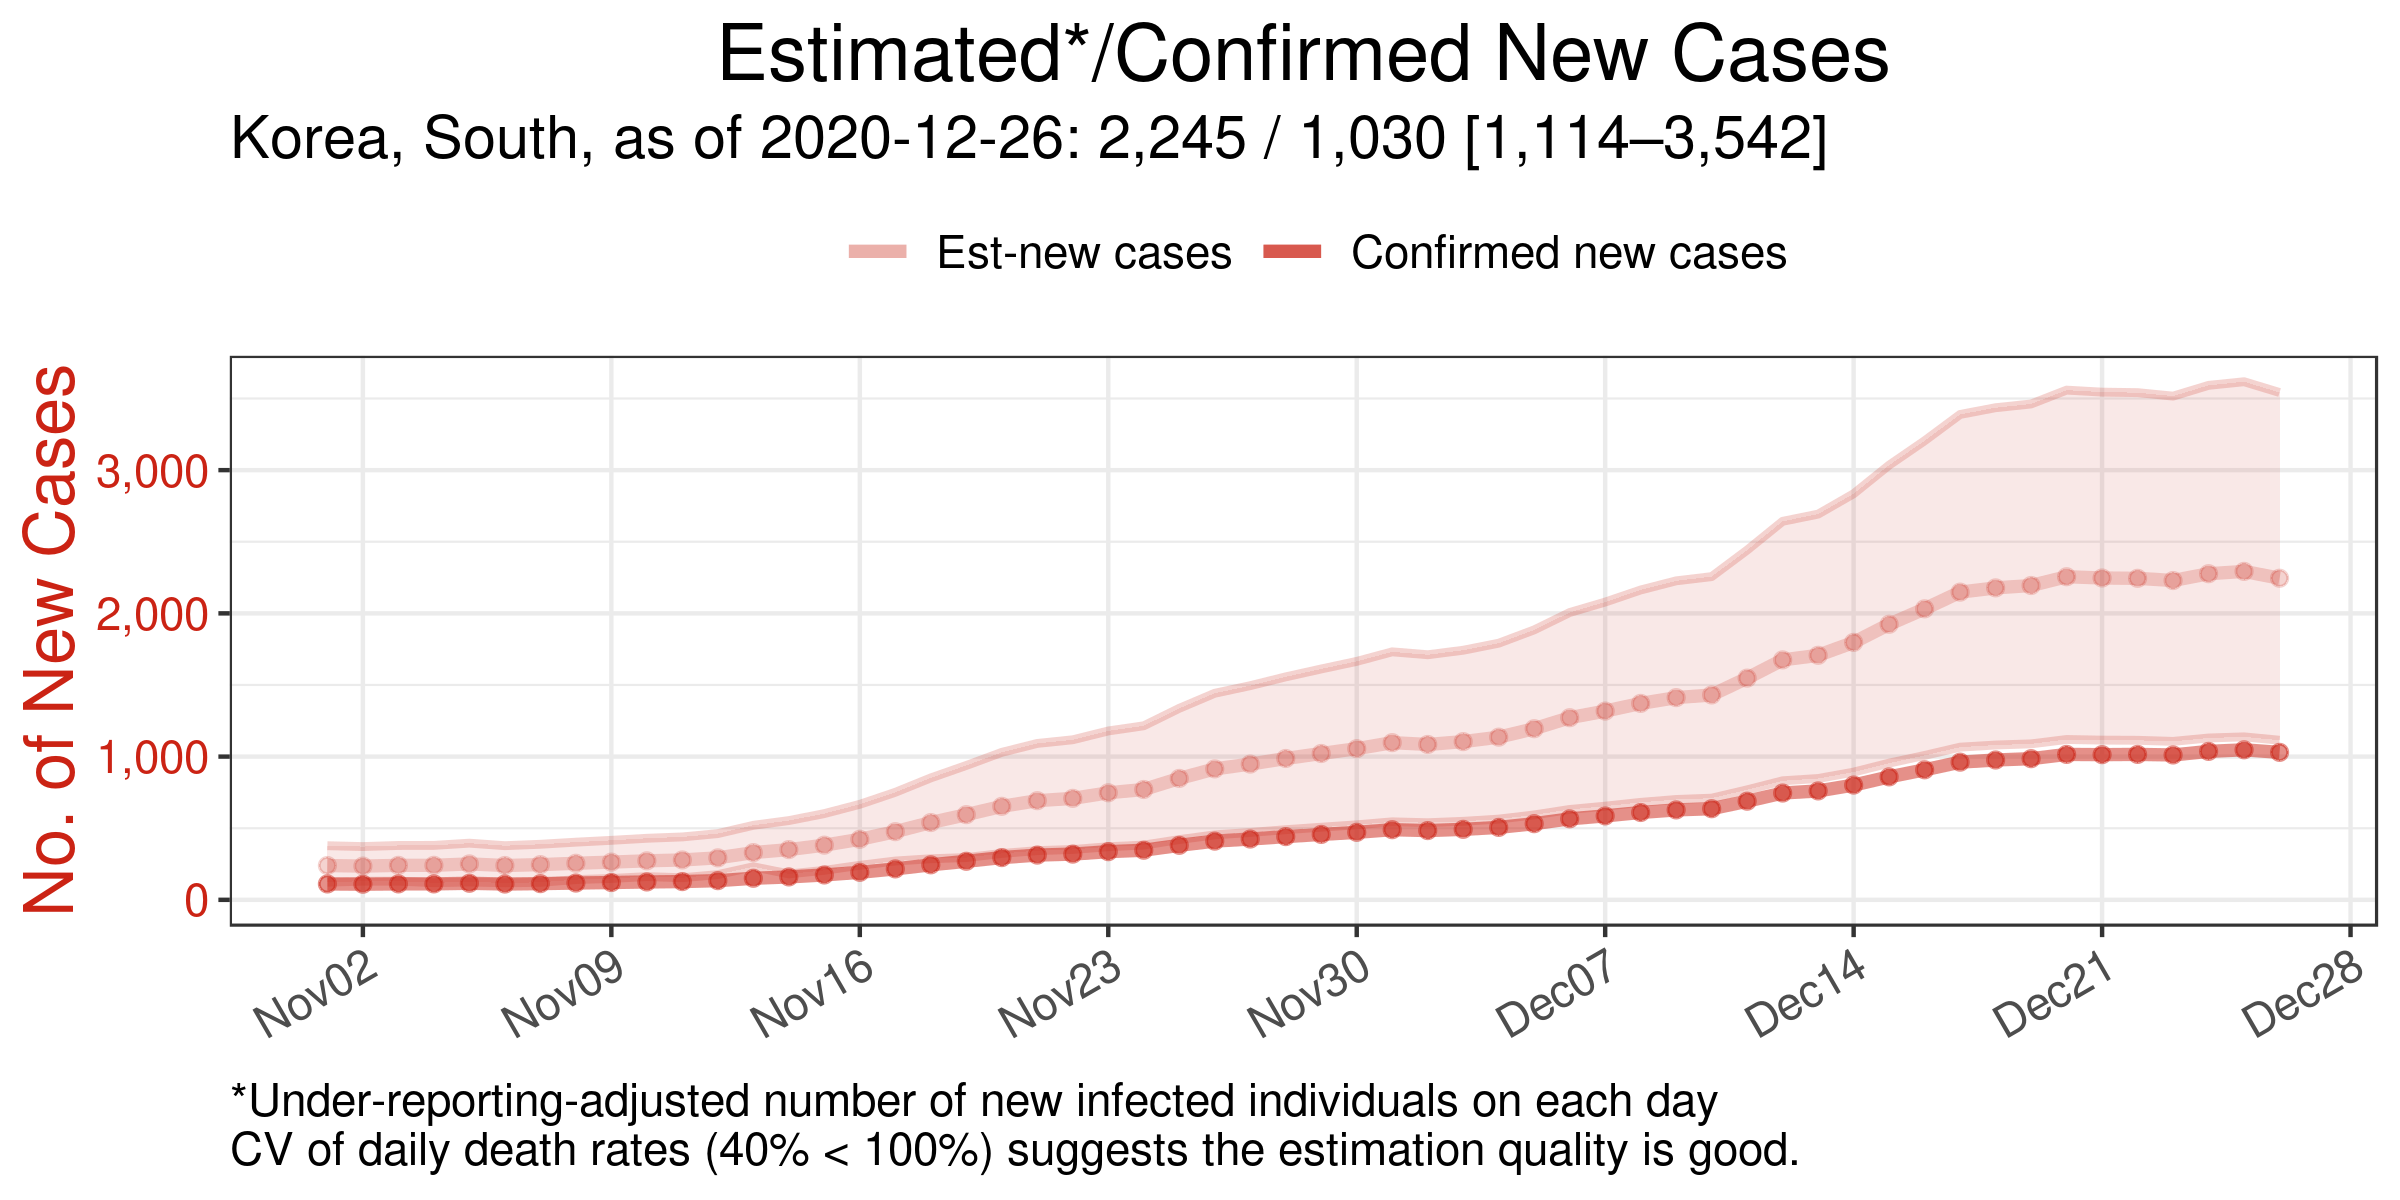 Estimated*/Confirmed New Cases
Korea, South, as of 2020-12-26: 2,245 / 1,030 [1,114–3,542]
Est-new cases Confirmed new cases
No. of New Cases
3,000
2,000
1,000
0
Nov02 Nov09 Nov16 Nov23 Nov30 Dec07 Dec14 Dec21 Dec28
*Under-reporting-adjusted number of new infected individuals on each day
CV of daily death rates (40% < 100%) suggests the estimation quality is good.